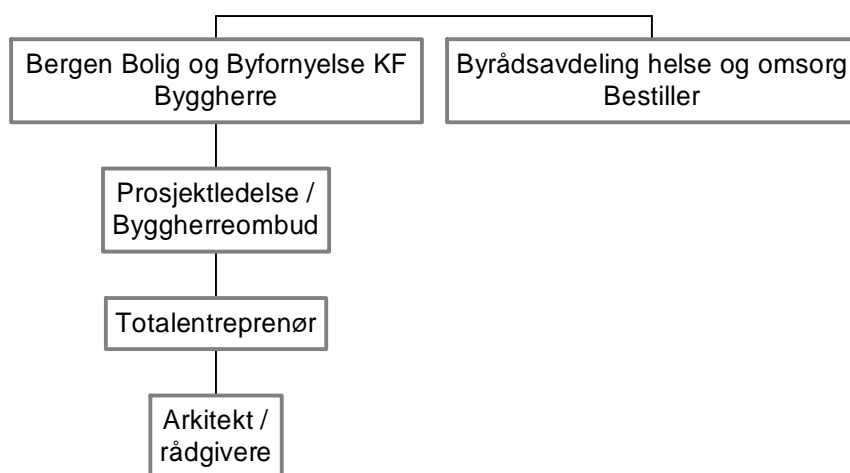 Bergen Bolig og Byfornyelse KF
Byggherre
Byrådsavdeling helse og omsorg
Bestiller
Prosjektledelse /
Byggherreombud
Totalentreprenør
Arkitekt /
rådgivere